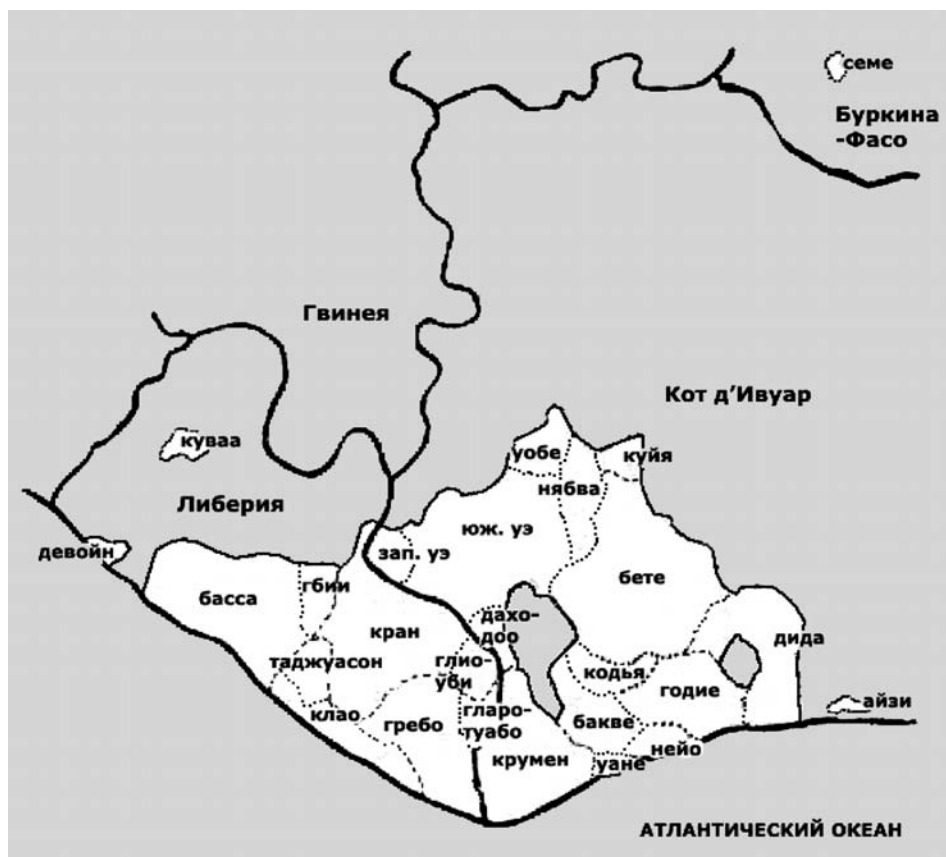 семе
Буркина
-Фасо
Гвинея
Кот д'Ивуар
куваа
уобе
куйя
нябва
Либерия
юж. уэ
девойн
зап. уэ
гбии
бете
басса
дахо-
доо
кран
дида
таджуасон
глио-
уби
кодья
годие
айзи
клао
гларо-
туабо
бакве
гребо
нейо
крумен
уане
АТЛАНТИЧЕСКИЙ ОКЕАН